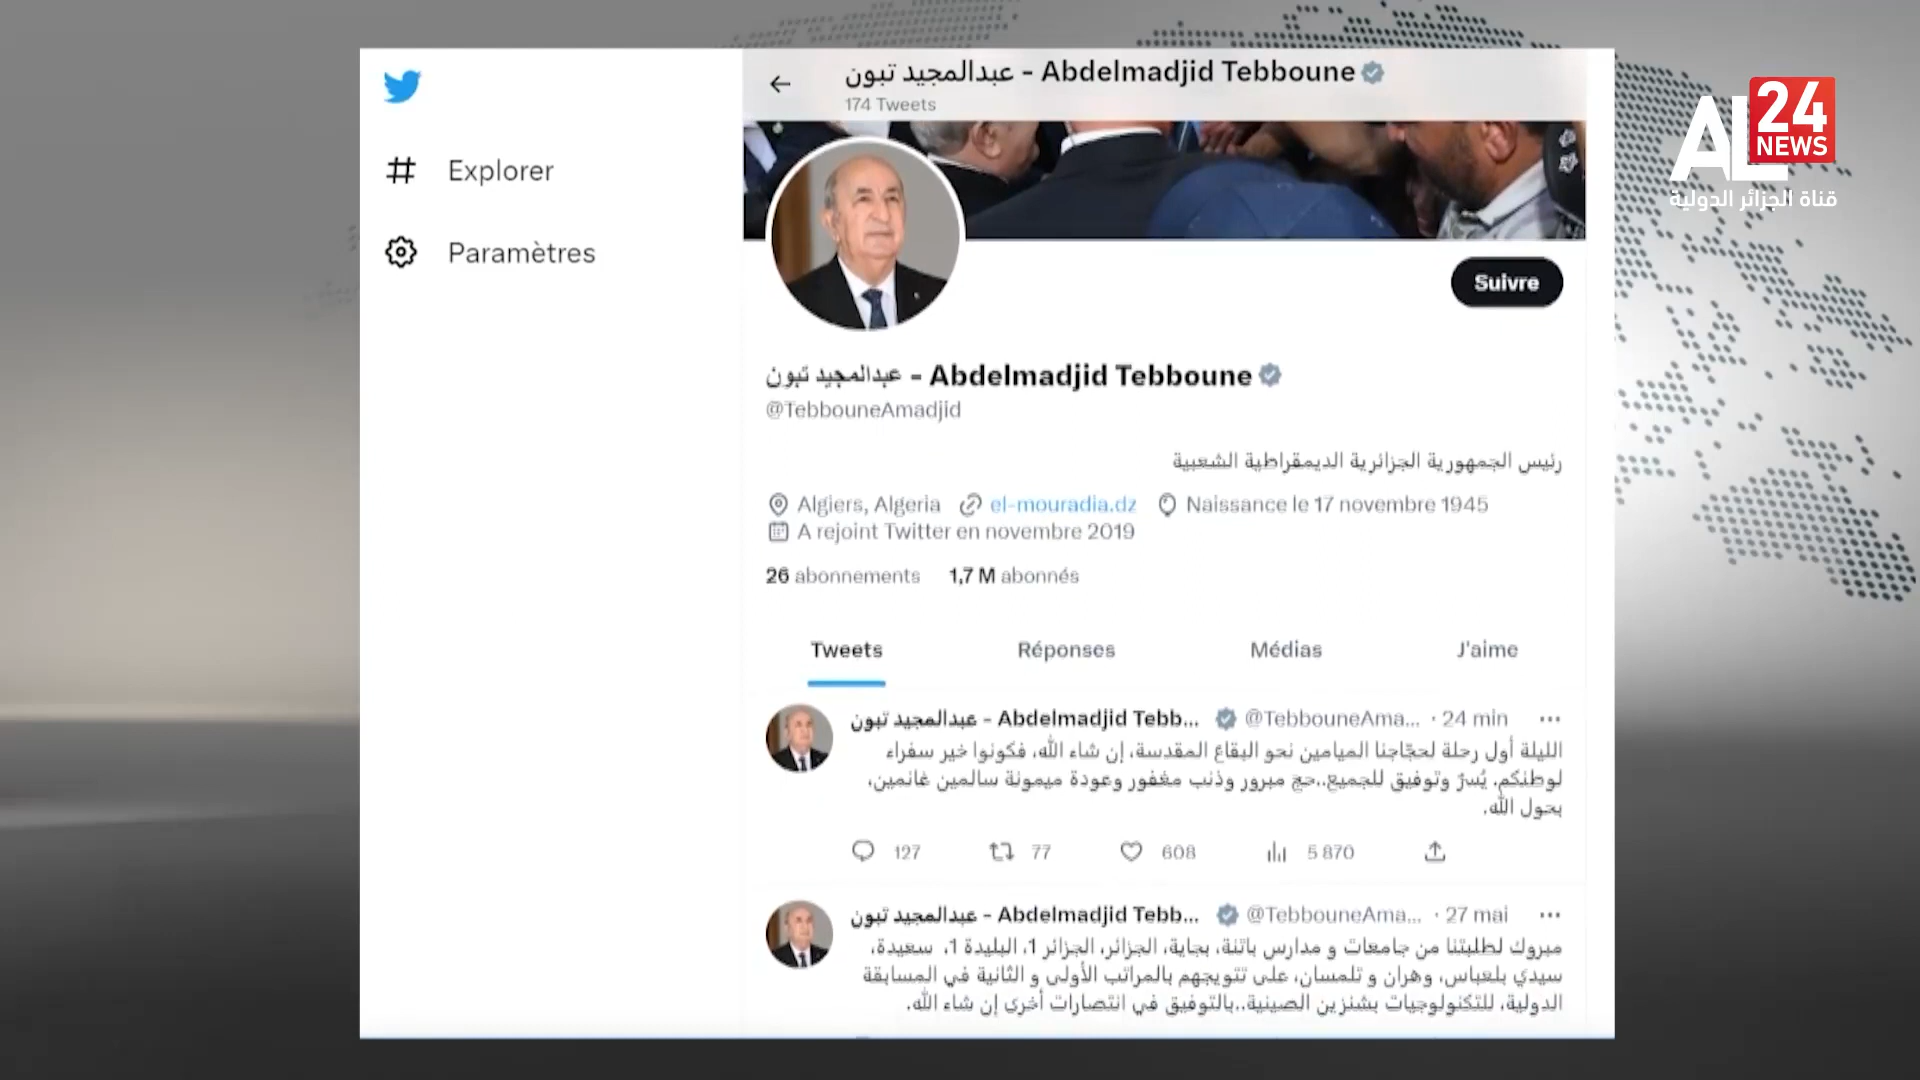 AL 24 NEWS
قناة الجزائر الدولية
عبدالمجيد تبون - Abdelmadjid Tebboune
174 Tweets
Explorer
Paramètres
Suivre
عبدالمجيد تبون - Abdelmadjid Tebboune
@TebbouneAmadjid
رئيس الجمهورية الجزائرية الديمقراطية الشعبية
Algiers, Algeria el-mouradia.dz Naissance le 17 novembre 1945
A rejoint Twitter en novembre 2019
26 abonnements 1,7 M abonnés
Tweets Réponses Médias J'aime
عبدالمجيد تبون - Abdelmadjid Tebb... @TebbouneAma... · 24 min
الليلة أول رحلة لحجّاجنا الميامين نحو البقاع المقدسة، إن شاء الله، فكونوا خير سفراء
لوطنكم. يُسرٌ وتوفيق للجميع..حج مبرور وذنب مغفور وعودة ميمونة سالمين غانمين،
بحول الله.
127 77 608 5 870
عبدالمجيد تبون - Abdelmadjid Tebb... @TebbouneAma... · 27 mai
مبروك لطلبتنا من جامعات و مدارس باتنة، بجاية، الجزائر، الجزائر 1، البليدة 1، سعيدة،
سيدي بلعباس، وهران و تلمسان، على تتويجهم بالمراتب الأولى و الثانية في المسابقة
الدولية، للتكنولوجيات بشنزين الصينية..بالتوفيق في انتصارات أخرى إن شاء الله.